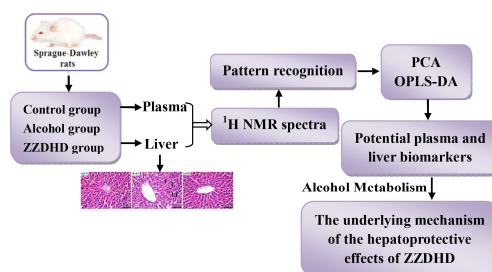 Sprague-Dawley
rats
Control group
Alcohol group
ZZDHD group
Plasma
Liver
Pattern recognition
¹H NMR spectra
PCA
OPLS-DA
Potential plasma and
liver biomarkers
Alcohol Metabolism
The underlying mechanism
of the hepatoprotective
effects of ZZDHD